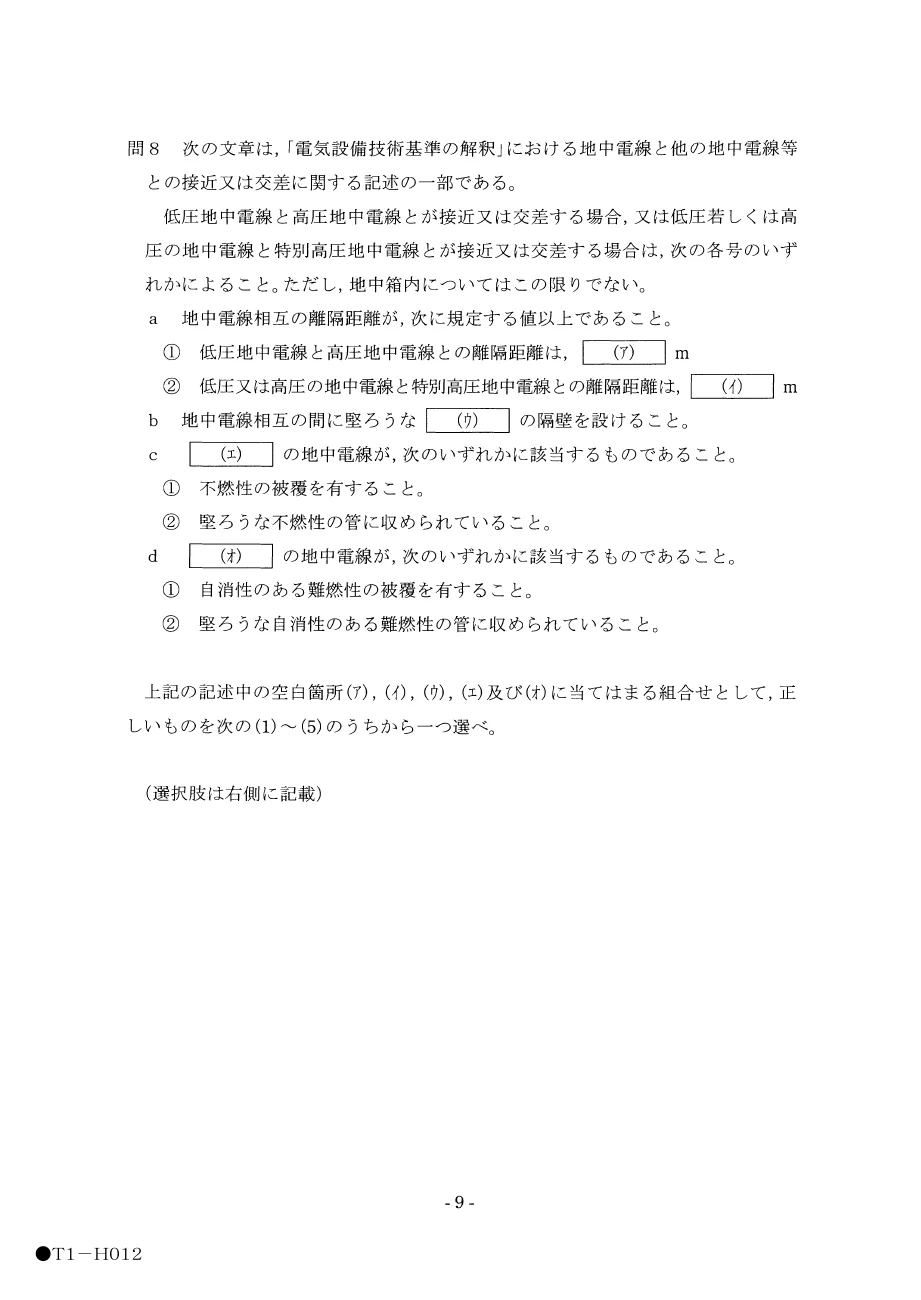 問８　次の文章は，「電気設備技術基準の解釈」における地中電線と他の地中電線等
との接近又は交差に関する記述の一部である。
低圧地中電線と高圧地中電線とが接近又は交差する場合，又は低圧若しくは高
圧の地中電線と特別高圧地中電線とが接近又は交差する場合は，次の各号のいず
れかによること。ただし，地中箱内についてはこの限りでない。
a　地中電線相互の離隔距離が，次に規定する値以上であること。
①　低圧地中電線と高圧地中電線との離隔距離は，　(ｱ)　m
②　低圧又は高圧の地中電線と特別高圧地中電線との離隔距離は，　(ｲ)　m
b　地中電線相互の間に堅ろうな　(ｳ)　の隔壁を設けること。
c　(ｴ)　の地中電線が，次のいずれかに該当するものであること。
①　不燃性の被覆を有すること。
②　堅ろうな不燃性の管に収められていること。
d　(ｵ)　の地中電線が，次のいずれかに該当するものであること。
①　自消性のある難燃性の被覆を有すること。
②　堅ろうな自消性のある難燃性の管に収められていること。
上記の記述中の空白箇所(ｱ)，(ｲ)，(ｳ)，(ｴ)及び(ｵ)に当てはまる組合せとして，正
しいものを次の(1)～(5)のうちから一つ選べ。
（選択肢は右側に記載）
- 9 -
●T1－H012